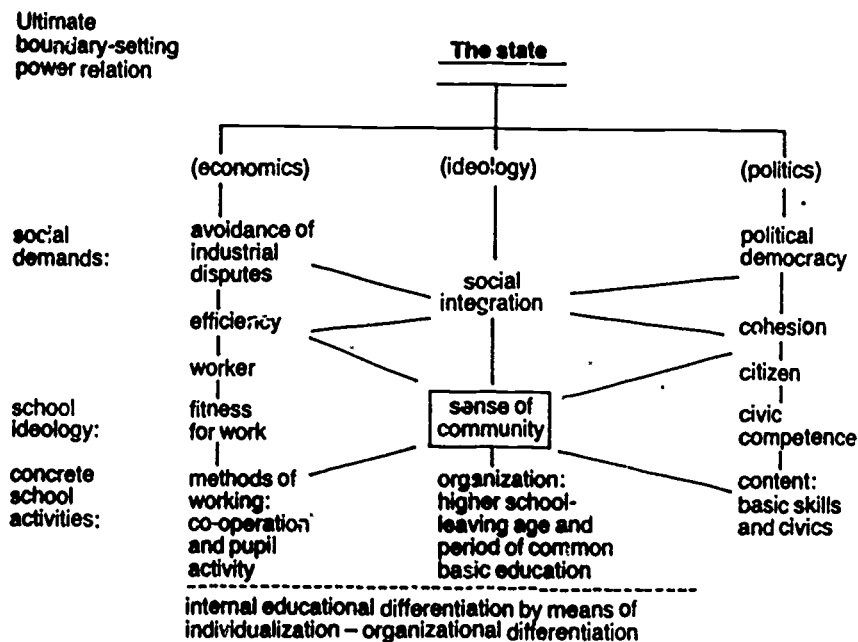 Ultimate
boundary-setting
power relation
The state
(economics)
(ideology)
(politics)
social
demands:
avoidance of
industrial
disputes
social
integration
political
democracy
efficiency
cohesion
worker
citizen
school
ideology:
fitness
for work
sense of
community
civic
competence
concrete
school
activities:
methods of
working:
co-operation
and pupil
activity
organization:
higher school-
leaving age and
period of common
basic education
content:
basic skills
and civics
internal educational differentiation by means of
individualization – organizational differentiation